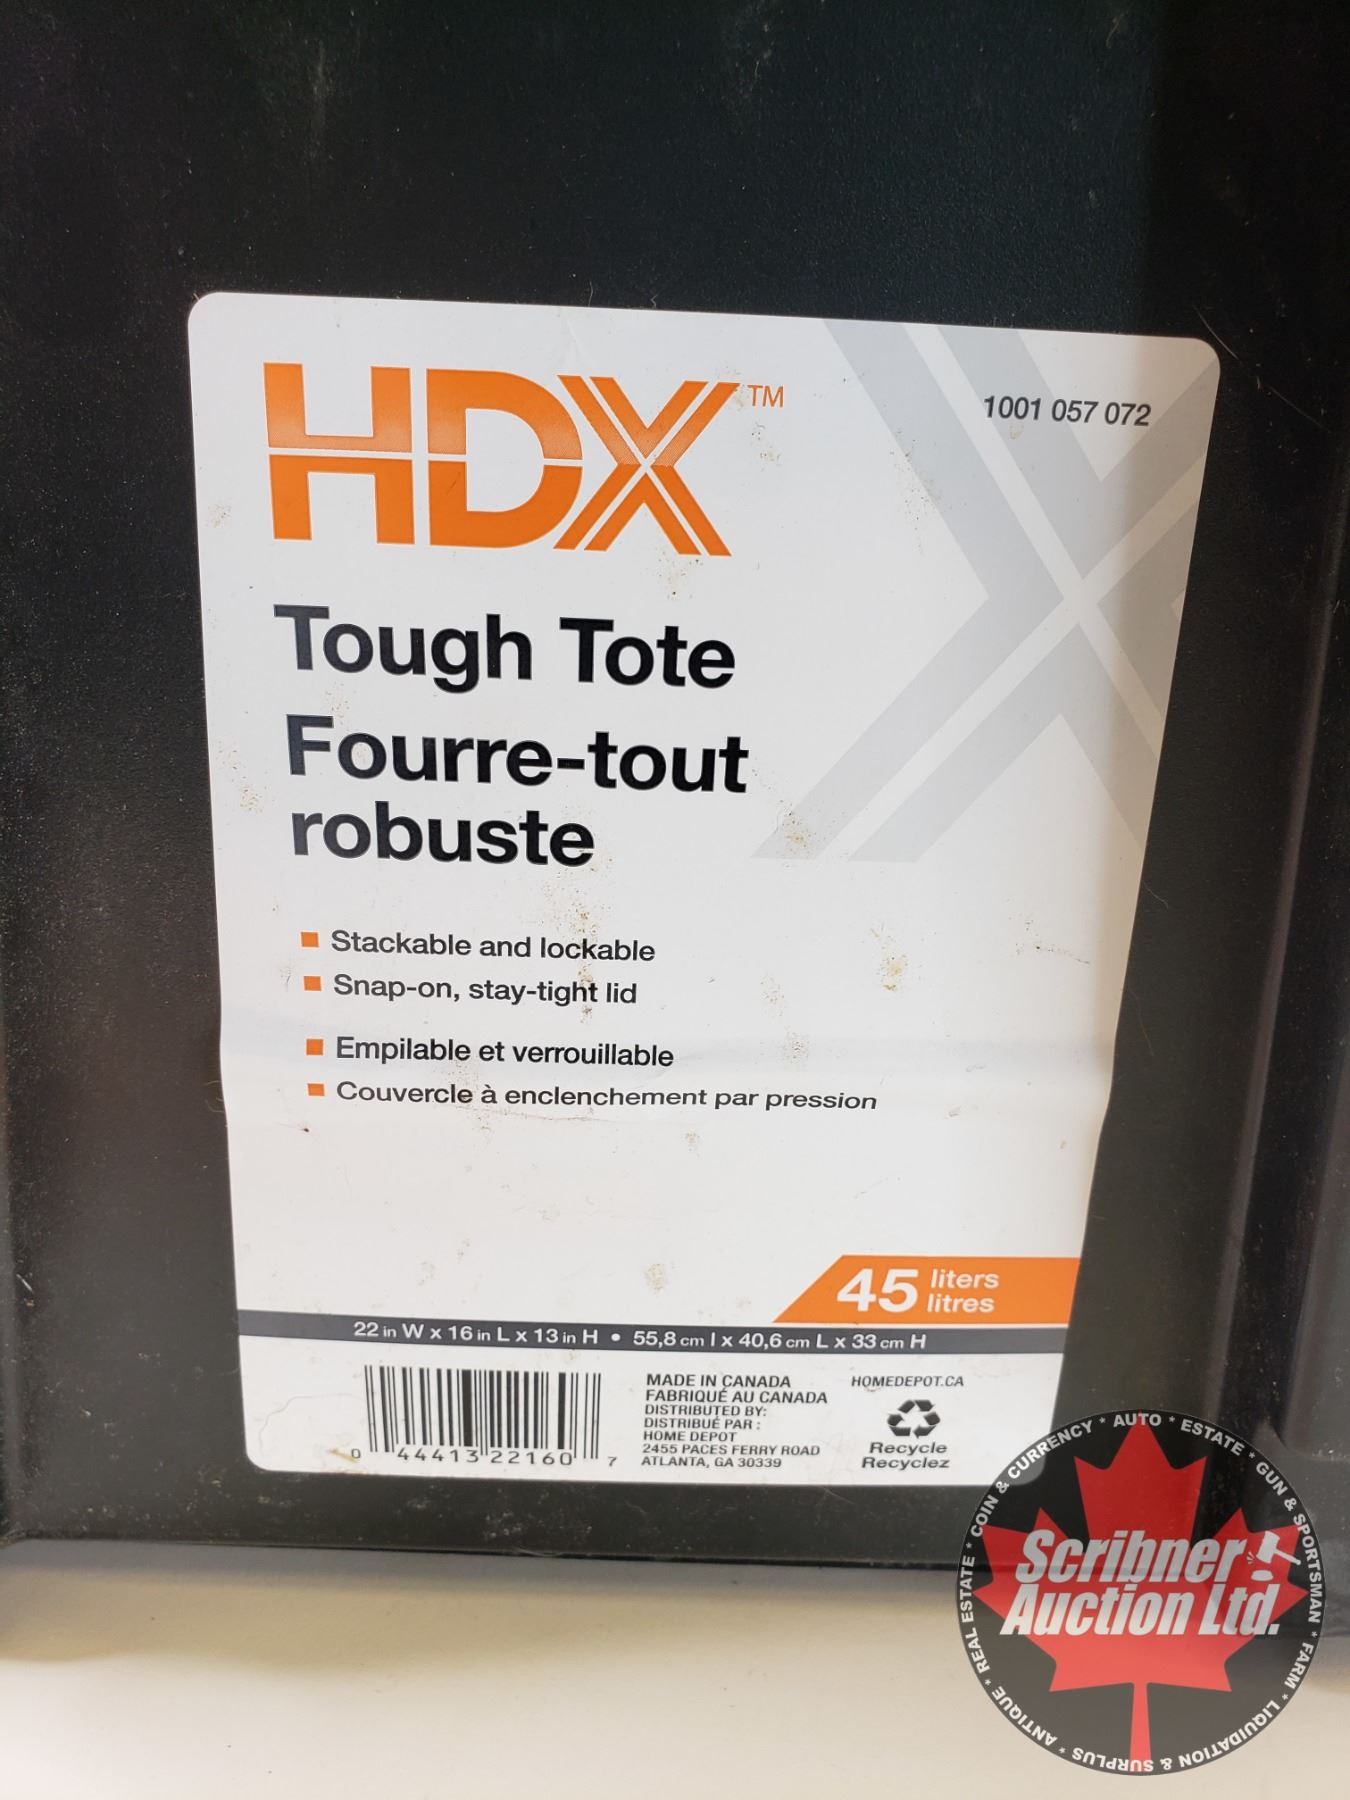 HDX™
1001 057 072
Tough Tote
Fourre-tout
robuste
Stackable and lockable
Snap-on, stay-tight lid
Empilable et verrouillable
Couvercle à enclenchement par pression
45 liters
litres
22 in W x 16 in L x 13 in H • 55,8 cm l x 40,6 cm L x 33 cm H
0 44413 22160 7
MADE IN CANADA
FABRIQUÉ AU CANADA
DISTRIBUTED BY:
DISTRIBUÉ PAR :
HOME DEPOT
2455 PACES FERRY ROAD
ATLANTA, GA 30339
HOMEDEPOT.CA
Recycle
Recyclez
Scribner
Auction Ltd.
* REAL ESTATE * COIN & CURRENCY * AUTO * ESTATE * GUN & SPORTSMAN * FARM * LIQUIDATION & SURPLUS * ANTIQUE